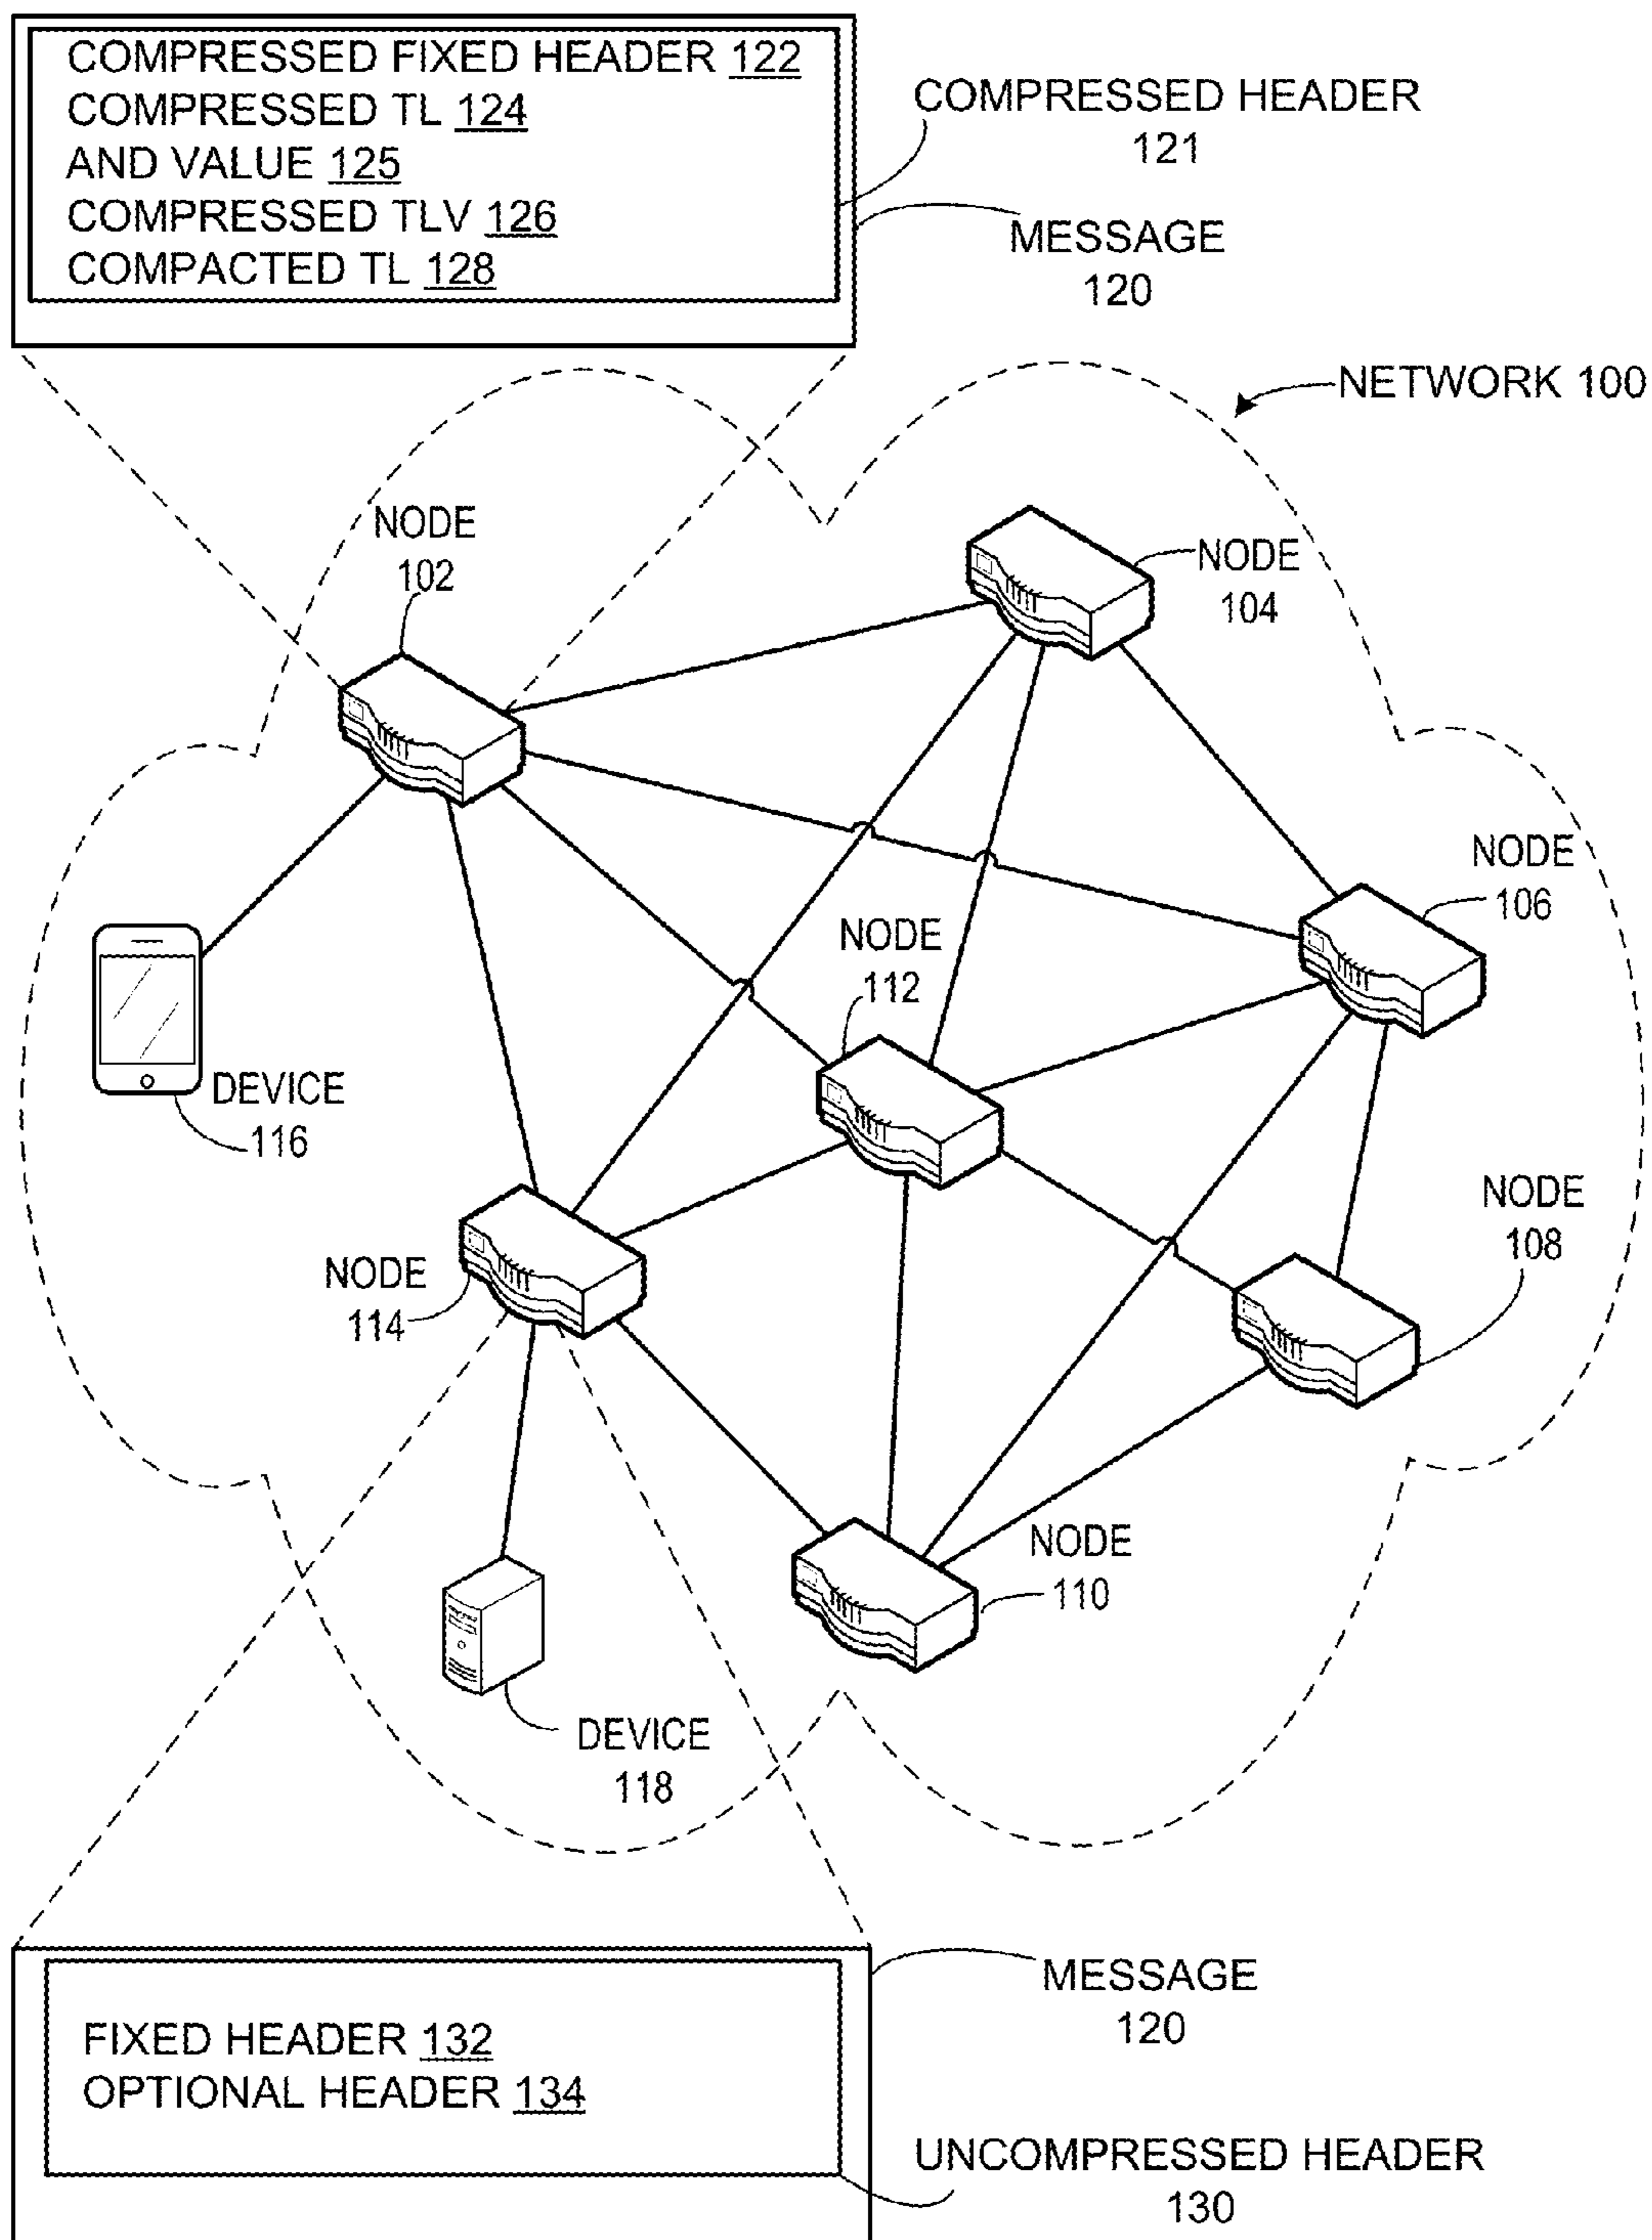 COMPRESSED FIXED HEADER 122
COMPRESSED TL 124
AND VALUE 125
COMPRESSED TLV 126
COMPACTED TL 128
COMPRESSED HEADER
121
MESSAGE
120
NETWORK 100
NODE
102
NODE
104
NODE
106
NODE
112
DEVICE
116
NODE
108
NODE
114
NODE
110
DEVICE
118
MESSAGE
120
FIXED HEADER 132
OPTIONAL HEADER 134
UNCOMPRESSED HEADER
130